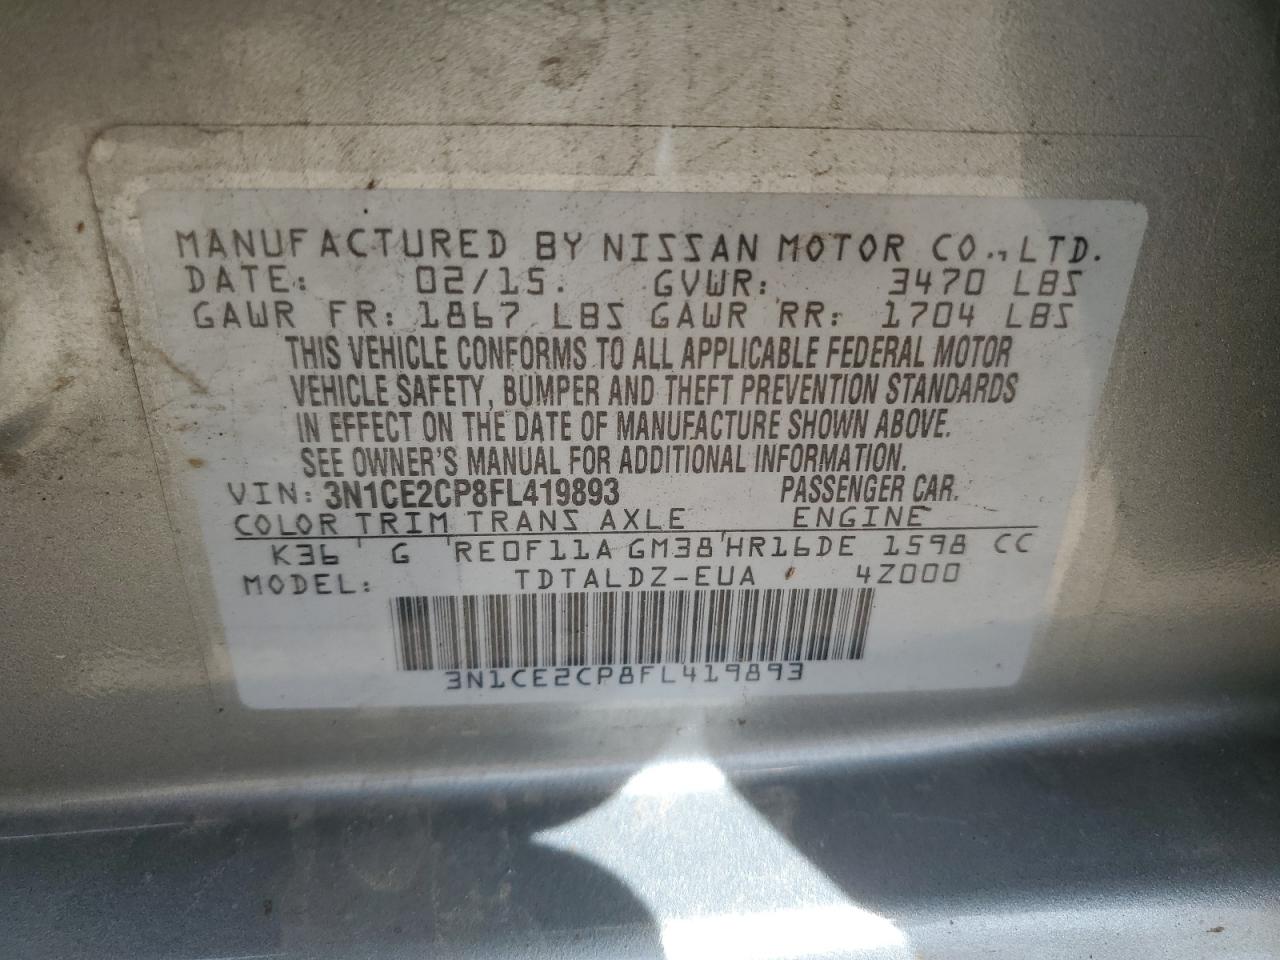 MANUFACTURED BY NISSAN MOTOR CO., LTD.
DATE: 02/15. GVWR: 3470 LBS
GAWR FR: 1867 LBS GAWR RR: 1704 LBS
THIS VEHICLE CONFORMS TO ALL APPLICABLE FEDERAL MOTOR
VEHICLE SAFETY, BUMPER AND THEFT PREVENTION STANDARDS
IN EFFECT ON THE DATE OF MANUFACTURE SHOWN ABOVE.
SEE OWNER'S MANUAL FOR ADDITIONAL INFORMATION.
VIN: 3N1CE2CP8FL419893 PASSENGER CAR.
COLOR TRIM TRANS AXLE ENGINE
K36 G RE0F11A GM38 HR16DE 1598 CC
MODEL: TDTALDZ-EUA 4Z000
3N1CE2CP8FL419893